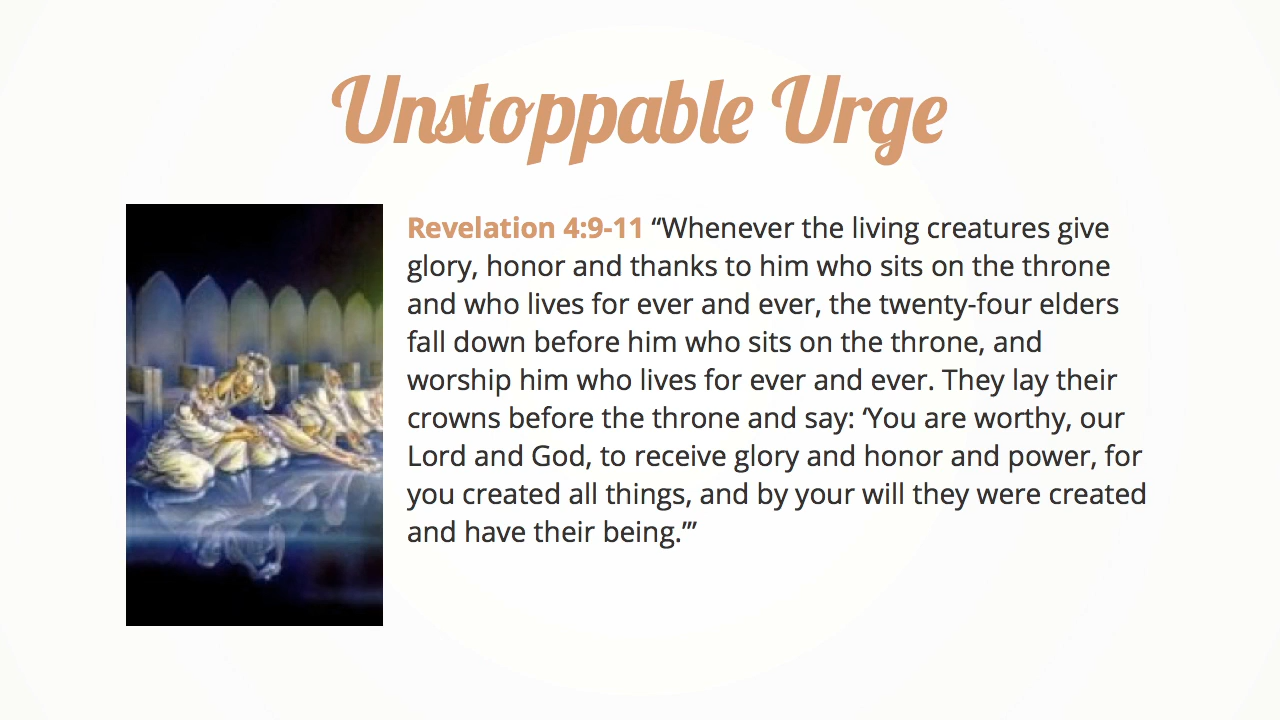 Unstoppable Urge
Revelation 4:9-11 “Whenever the living creatures give
glory, honor and thanks to him who sits on the throne
and who lives for ever and ever, the twenty-four elders
fall down before him who sits on the throne, and
worship him who lives for ever and ever. They lay their
crowns before the throne and say: ‘You are worthy, our
Lord and God, to receive glory and honor and power, for
you created all things, and by your will they were created
and have their being.’”